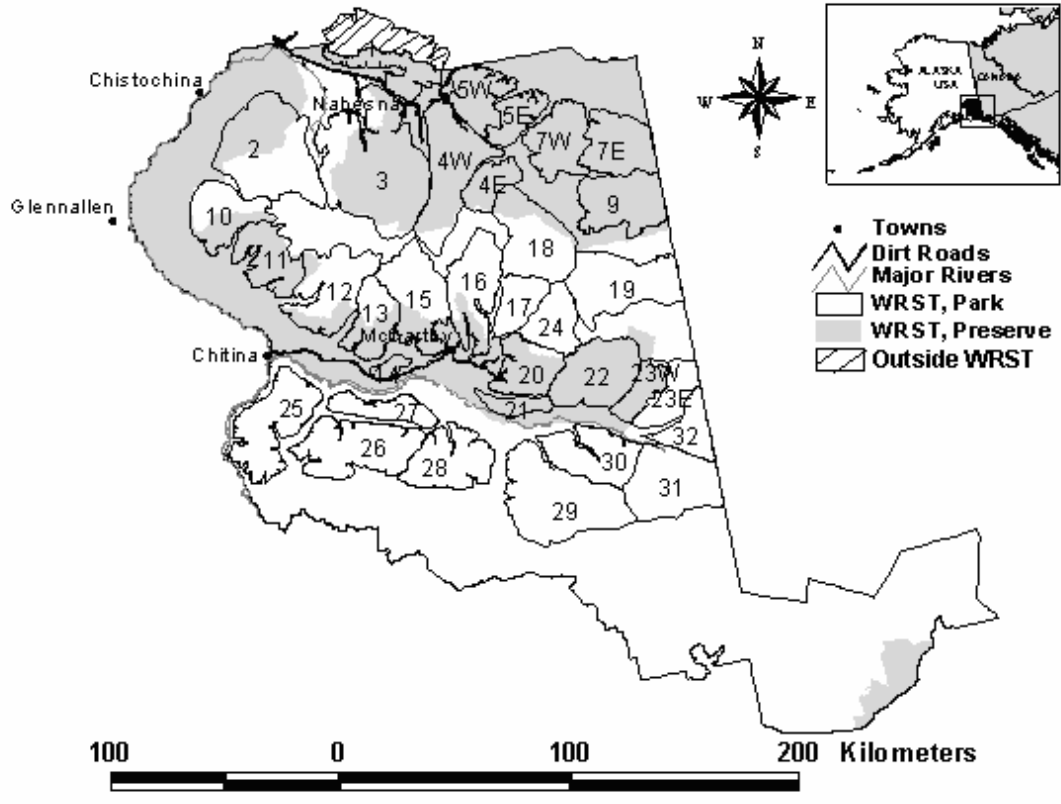 Chistochina
Nabesna
Glennallen
Chitina
McCarthy
2
3
4W
4E
5W
5E
7W
7E
9
10
11
12
13
15
16
17
18
19
20
21
22
23W
23E
24
25
26
27
28
29
30
31
32
N
W
E
S
ALASKA
USA
CANADA
Towns
Dirt Roads
Major Rivers
WRST, Park
WRST, Preserve
Outside WRST
100 0 100 200 Kilometers